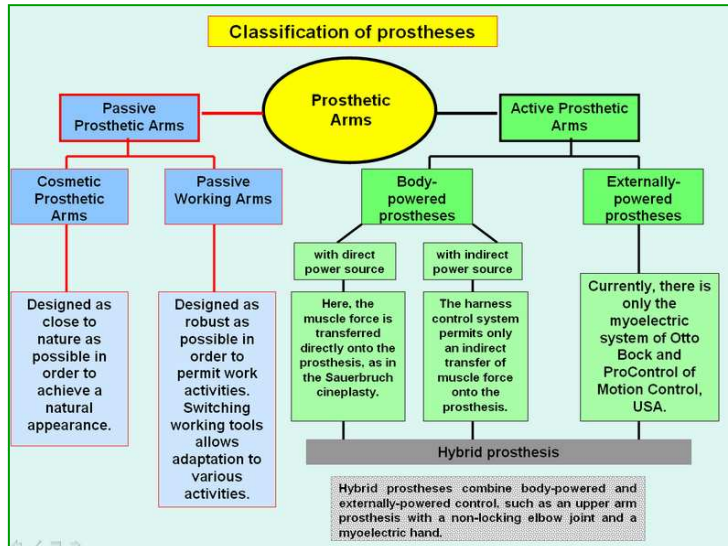 Classification of prostheses
Prosthetic
Arms
Passive
Prosthetic Arms
Active Prosthetic
Arms
Cosmetic
Prosthetic
Arms
Passive
Working Arms
Body-
powered
prostheses
Externally-
powered
prostheses
with direct
power source
with indirect
power source
Designed as
close to
nature as
possible in
order to
achieve a
natural
appearance.
Designed as
robust as
possible in
order to
permit work
activities.
Switching
working tools
allows
adaptation to
various
activities.
Here, the
muscle force is
transferred
directly onto the
prosthesis, as in
the Sauerbruch
cineplasty.
The harness
control system
permits only
an indirect
transfer of
muscle force
onto the
prosthesis.
Currently, there is
only the
myoelectric
system of Otto
Bock and
ProControl of
Motion Control,
USA.
Hybrid prosthesis
Hybrid prostheses combine body-powered and
externally-powered control, such as an upper arm
prosthesis with a non-locking elbow joint and a
myoelectric hand.